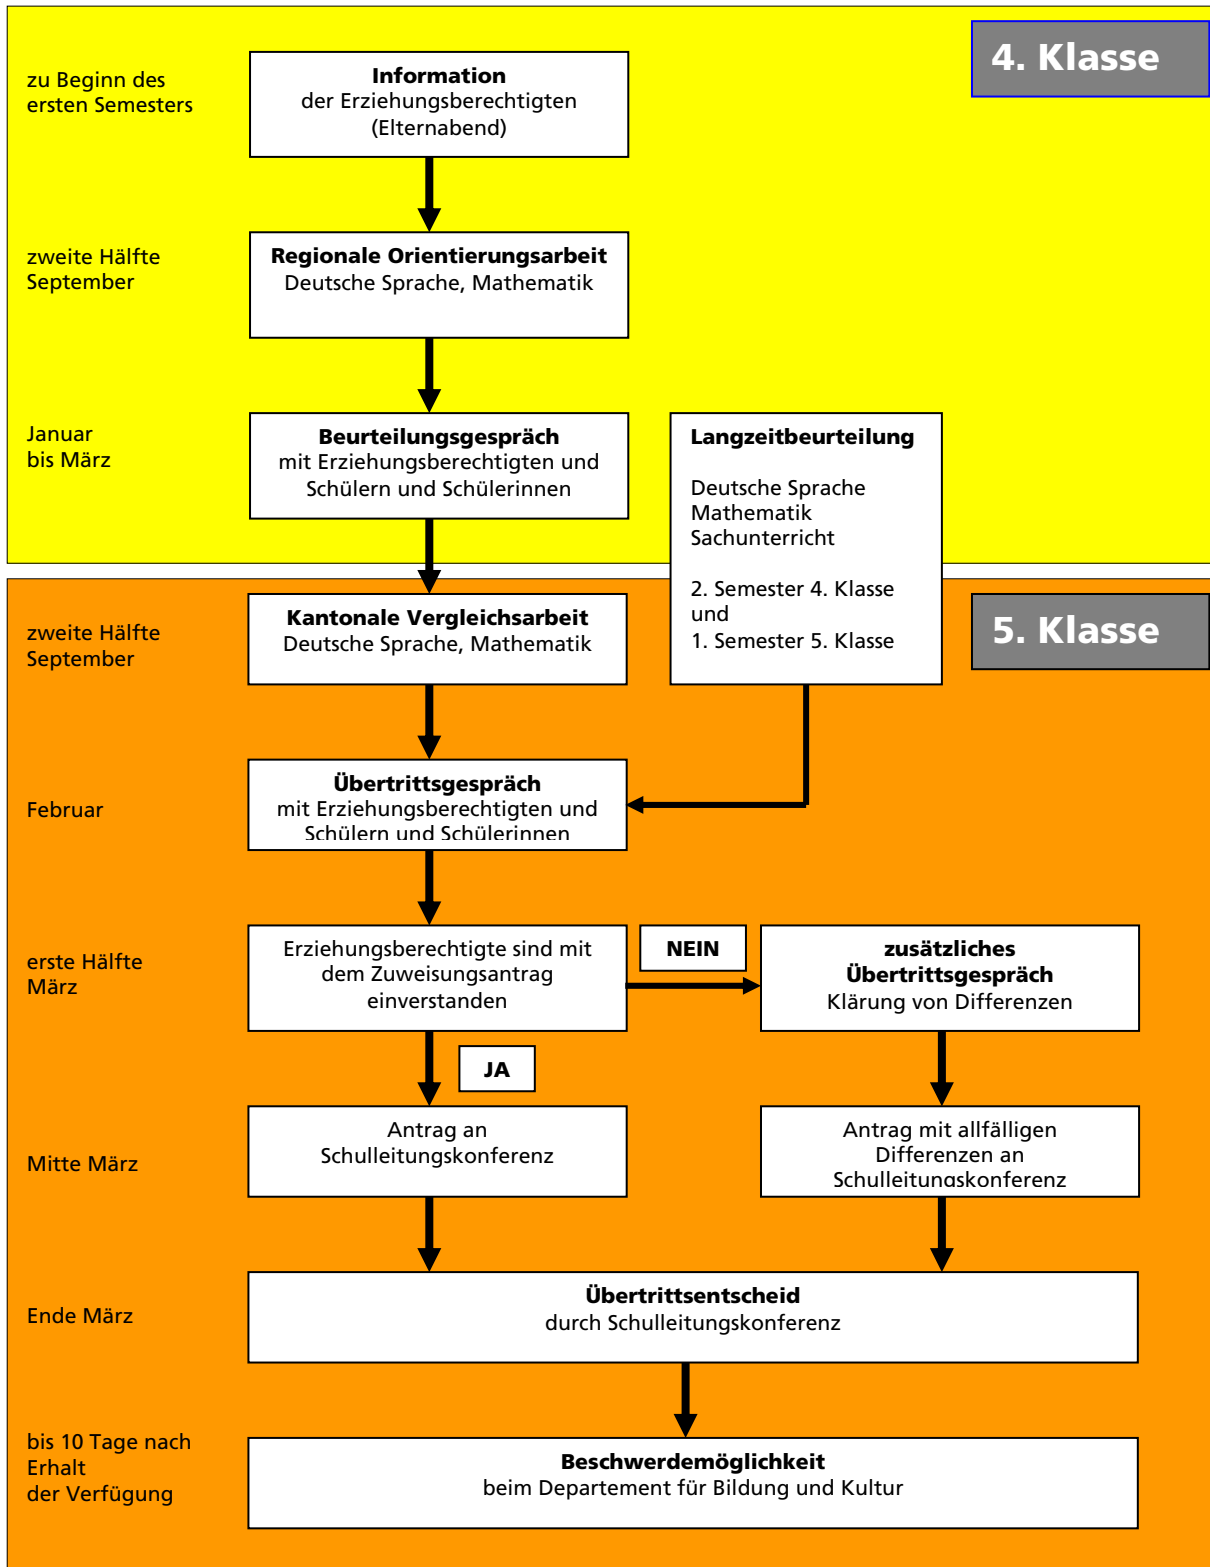 4. Klasse
zu Beginn des
ersten Semesters
Information
der Erziehungsberechtigten
(Elternabend)
zweite Hälfte
September
Regionale Orientierungsarbeit
Deutsche Sprache, Mathematik
Januar
bis März
Beurteilungsgespräch
mit Erziehungsberechtigten und
Schülern und Schülerinnen
Langzeitbeurteilung
Deutsche Sprache
Mathematik
Sachunterricht
2. Semester 4. Klasse
und
1. Semester 5. Klasse
5. Klasse
zweite Hälfte
September
Kantonale Vergleichsarbeit
Deutsche Sprache, Mathematik
Februar
Übertrittsgespräch
mit Erziehungsberechtigten und
Schülern und Schülerinnen
erste Hälfte
März
Erziehungsberechtigte sind mit
dem Zuweisungsantrag
einverstanden
NEIN
zusätzliches
Übertrittsgespräch
Klärung von Differenzen
JA
Mitte März
Antrag an
Schulleitungskonferenz
Antrag mit allfälligen
Differenzen an
Schulleitungskonferenz
Ende März
Übertrittsentscheid
durch Schulleitungskonferenz
bis 10 Tage nach
Erhalt
der Verfügung
Beschwerdemöglichkeit
beim Departement für Bildung und Kultur